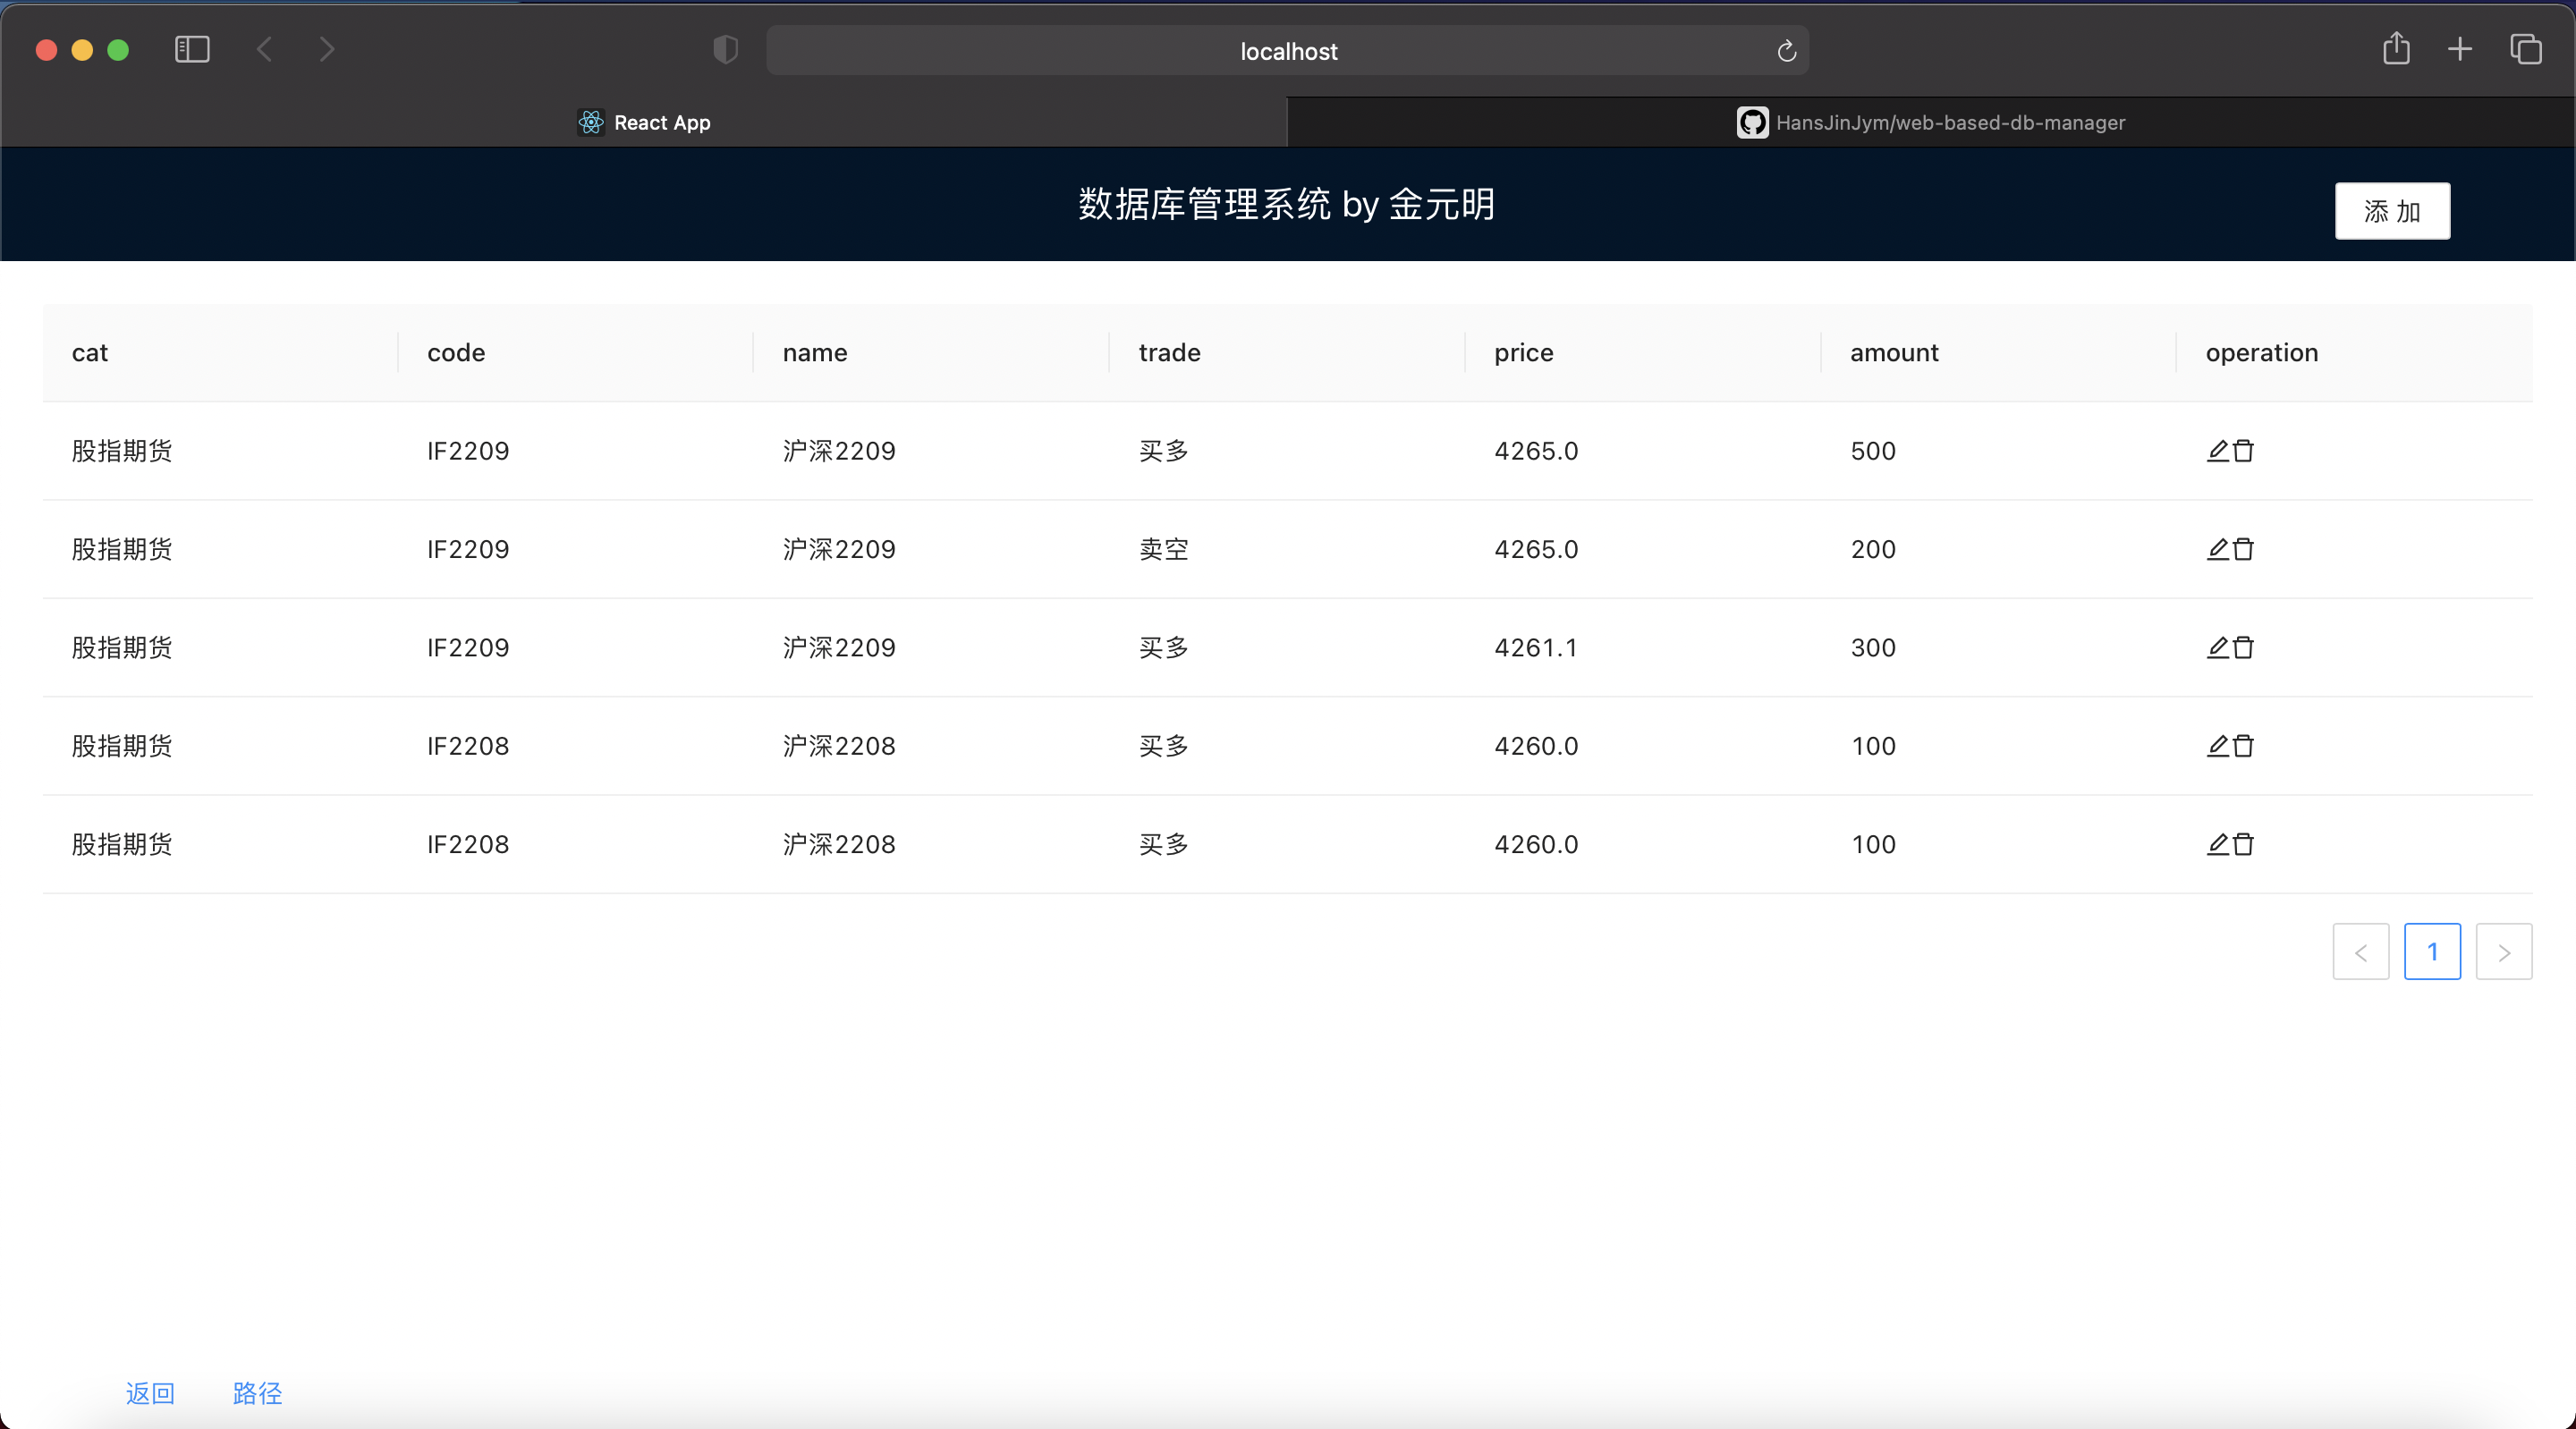 localhost
React App HansJinJym/web-based-db-manager
数据库管理系统 by 金元明 添 加
cat code name trade price amount operation
股指期货 IF2209 沪深2209 买多 4265.0 500
股指期货 IF2209 沪深2209 卖空 4265.0 200
股指期货 IF2209 沪深2209 买多 4261.1 300
股指期货 IF2208 沪深2208 买多 4260.0 100
股指期货 IF2208 沪深2208 买多 4260.0 100
< 1 >
返回 路径